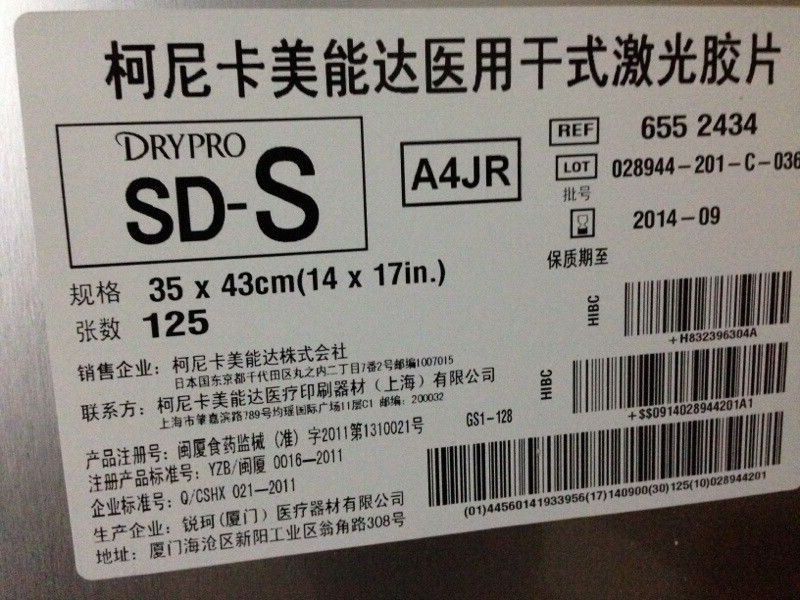 柯尼卡美能达医用干式激光胶片
DRYPRO
SD-S
A4JR
REF 655 2434
LOT 028944-201-C-036
批号
2014-09
保质期至
规格 35 x 43cm(14 x 17in.)
张数 125
HIBC
+H832396304A
销售企业: 柯尼卡美能达株式会社
日本国东京都千代田区丸之内二丁目7番2号邮编1007015
联系方: 柯尼卡美能达医疗印刷器材(上海)有限公司
上海市肇嘉滨路789号均瑶国际广场11层C1 邮编: 200032
HIBC
+$$0914028944201A1
产品注册号: 闽厦食药监械(准)字2011第1310021号
注册产品标准号: YZB/闽厦 0016-2011
企业标准号: Q/CSHX 021-2011
GS1-128
(01)44560141933956(17)140900(30)125(10)028944201
生产企业: 锐珂(厦门)医疗器材有限公司
地址: 厦门海沧区新阳工业区翁角路308号